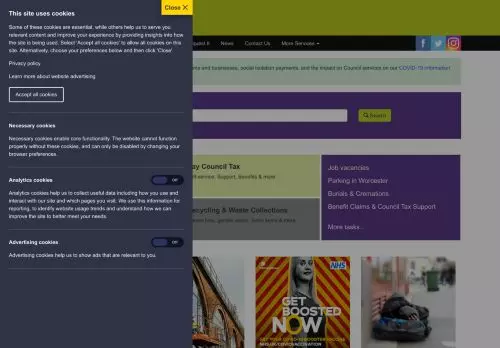 This site uses cookies
Close ×
Some of these cookies are essential, while others help us to serve you
relevant content and improve your experience by providing insights into how
the site is being used. Select 'Accept all cookies' to allow all cookies on this
site. Alternatively, choose your preferences below and then click 'Close'
Privacy policy
Learn more about website advertising
Accept all cookies
Necessary cookies
Necessary cookies enable core functionality. The website cannot function
properly without these cookies, and can only be disabled by changing your
browser preferences.
Analytics cookies
Off
Analytics cookies help us to collect useful data including how you use and
interact with our site and which pages you visit. We use this information
for reporting, to identify website usage trends and understand how we can
improve the site to better meet your needs.
Advertising cookies
Off
Advertising cookies help us to show ads that are relevant to you.
quest It News Contact Us More Services
and businesses, social isolation payments, and the impact on Council services on our COVID-19 information
Search
ay Council Tax
Support, Benefits & more
ecycling & Waste Collections
Job vacancies
Parking in Worcester
Burials & Cremations
Benefit Claims & Council Tax Support
More tasks...
NHS
GET
BOOSTED
NOW